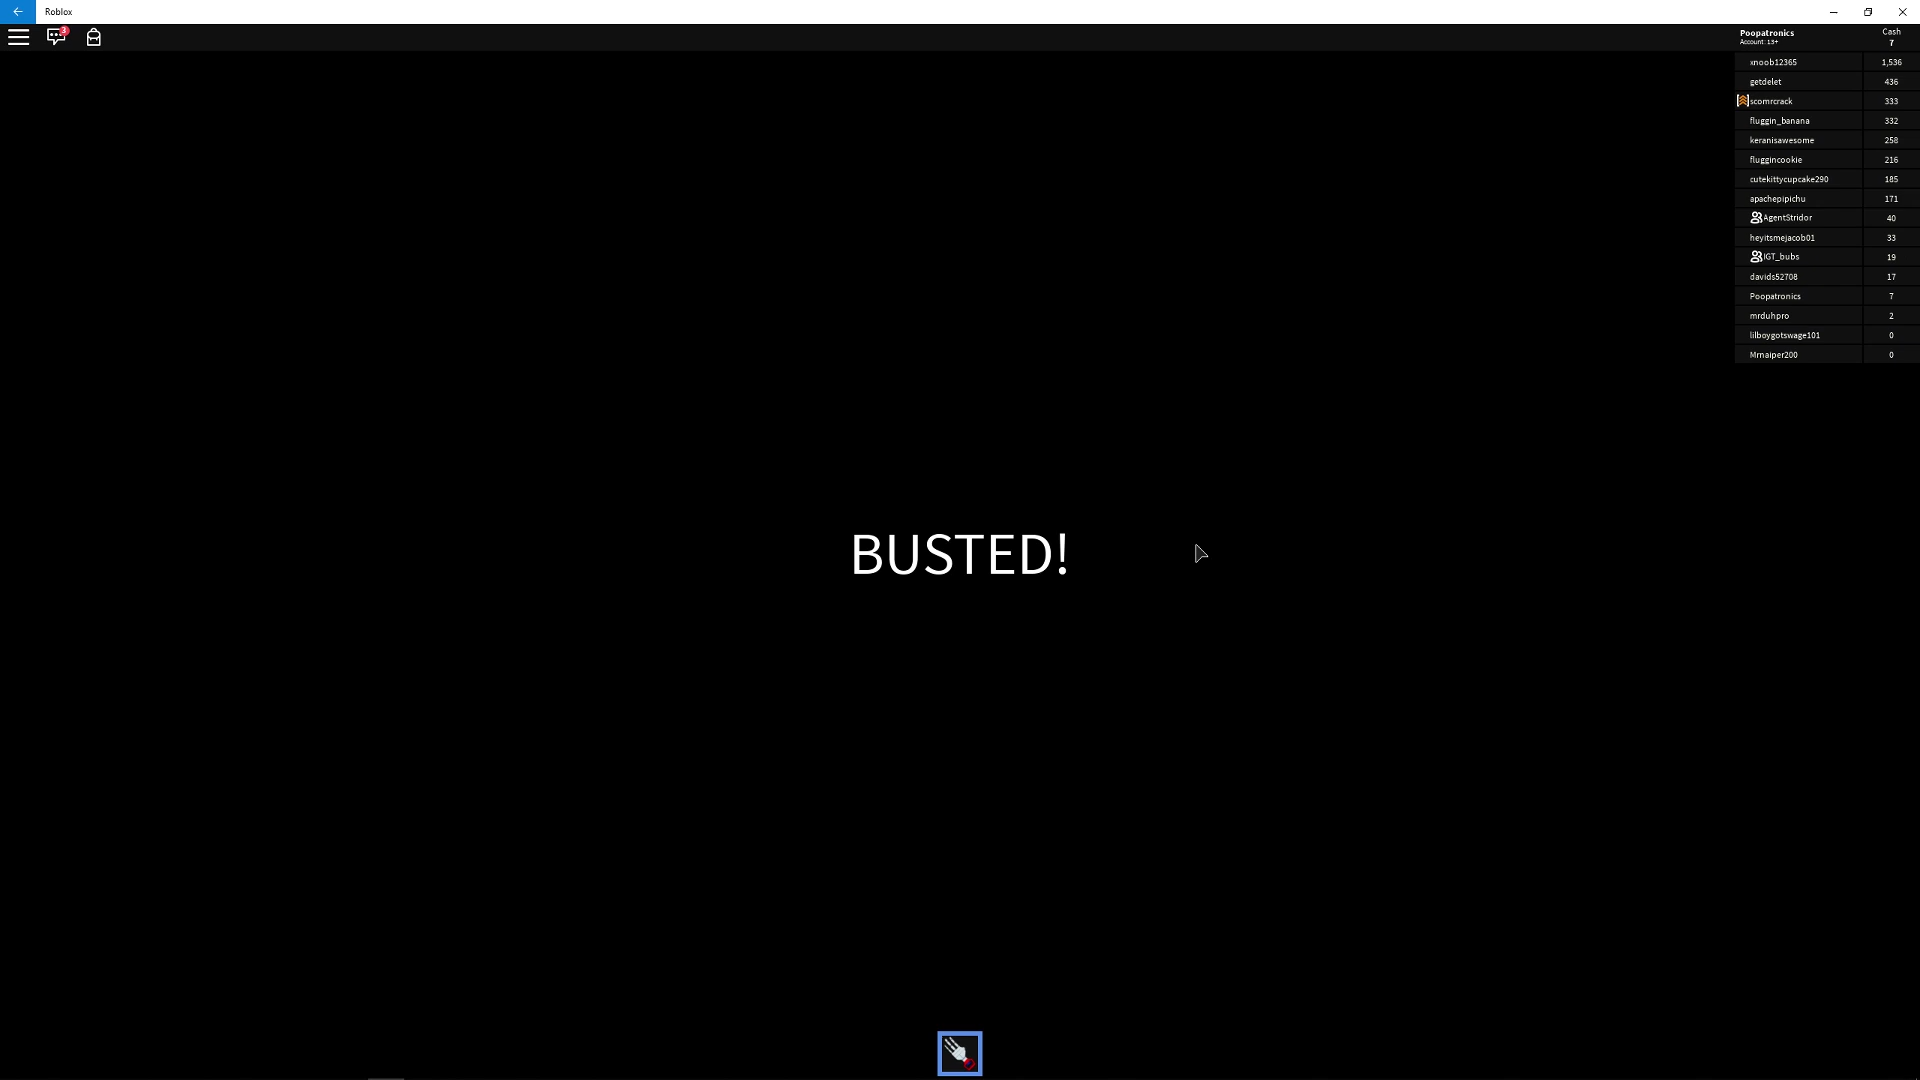 Roblox
3
Poopatronics
Account: 13+
Cash
7
xnoob12365 1,536
getdelet 436
scomrcrack 333
fluggin_banana 332
keranisawesome 258
fluggincookie 216
cutekittycupcake290 185
apachepipichu 171
AgentStridor 40
heyitsmejacob01 33
IGT_bubs 19
davids52708 17
Poopatronics 7
mrduhpro 2
lilboygotswage101 0
Mrnaiper200 0
BUSTED!